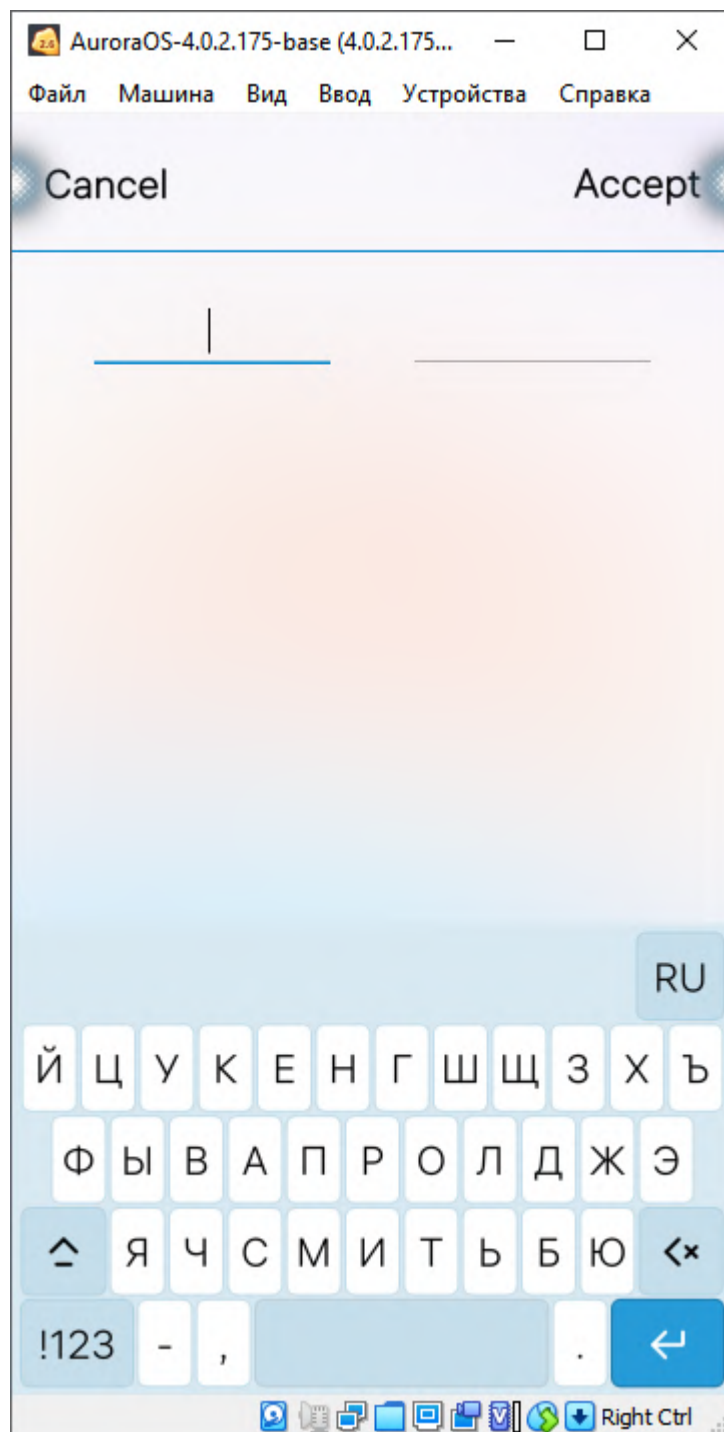 AuroraOS-4.0.2.175-base (4.0.2.175...
Файл Машина Вид Ввод Устройства Справка
Cancel Accept
RU
Й Ц У К Е Н Г Ш Щ З Х Ъ
Ф Ы В А П Р О Л Д Ж Э
Я Ч С М И Т Ь Б Ю
!123 - , .
Right Ctrl